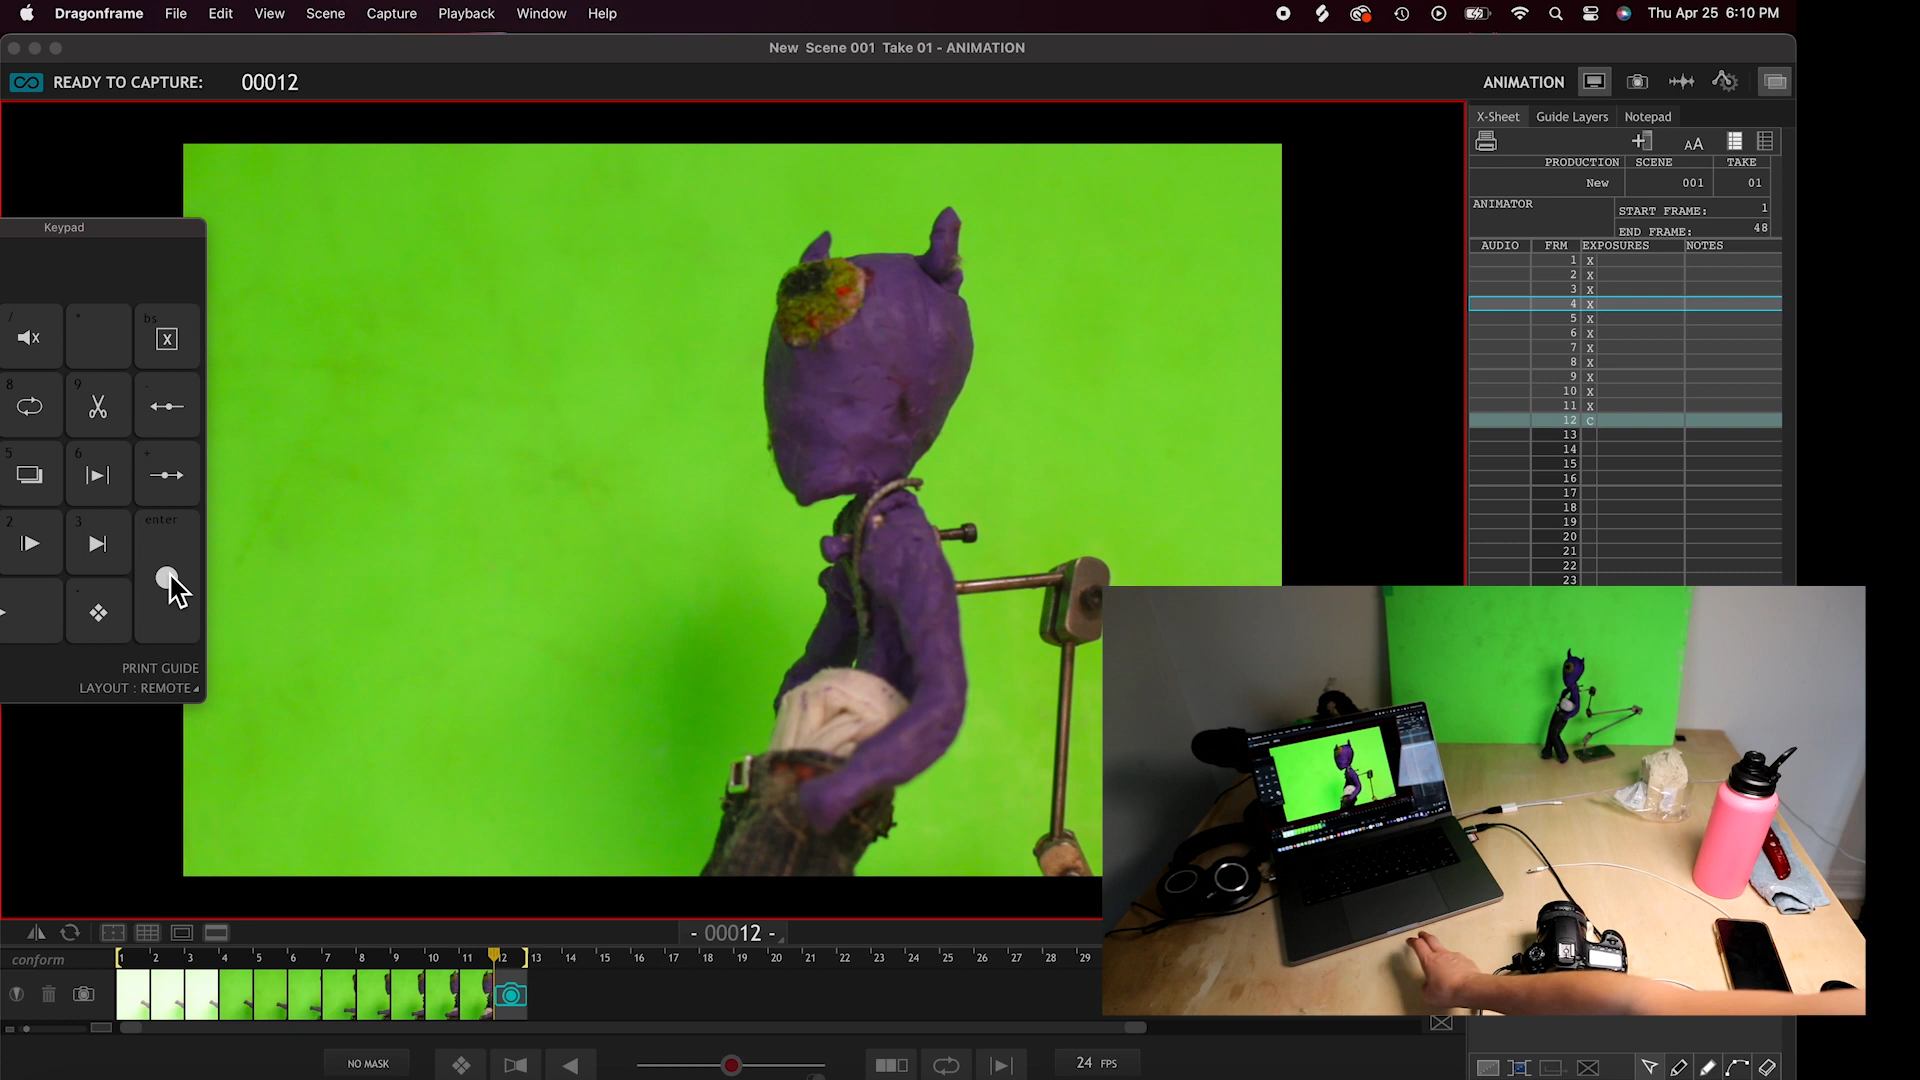 Dragonframe File Edit View Scene Capture Playback Window Help Thu Apr 25 6:10 PM
New Scene 001 Take 01 - ANIMATION
READY TO CAPTURE: 00012 ANIMATION
X-Sheet Guide Layers Notepad
AA
PRODUCTION SCENE TAKE
New 001 01
ANIMATOR START FRAME: 1
END FRAME: 48
AUDIO FRM EXPOSURES NOTES
1 X
2 X
3 X
4 X
5 X
6 X
7 X
8 X
9 X
10 X
11 X
12 C
13
14
15
16
17
18
19
20
21
22
23
Keypad
/ * bs
X
8 9 -
5 6 +
2 3 enter
.
PRINT GUIDE
LAYOUT : REMOTE
- 00012 -
conform 1 2 3 4 5 6 7 8 9 10 11 12 13 14 15 16 17 18 19 20 21 22 23 24 25 26 27 28 29
NO MASK 24 FPS